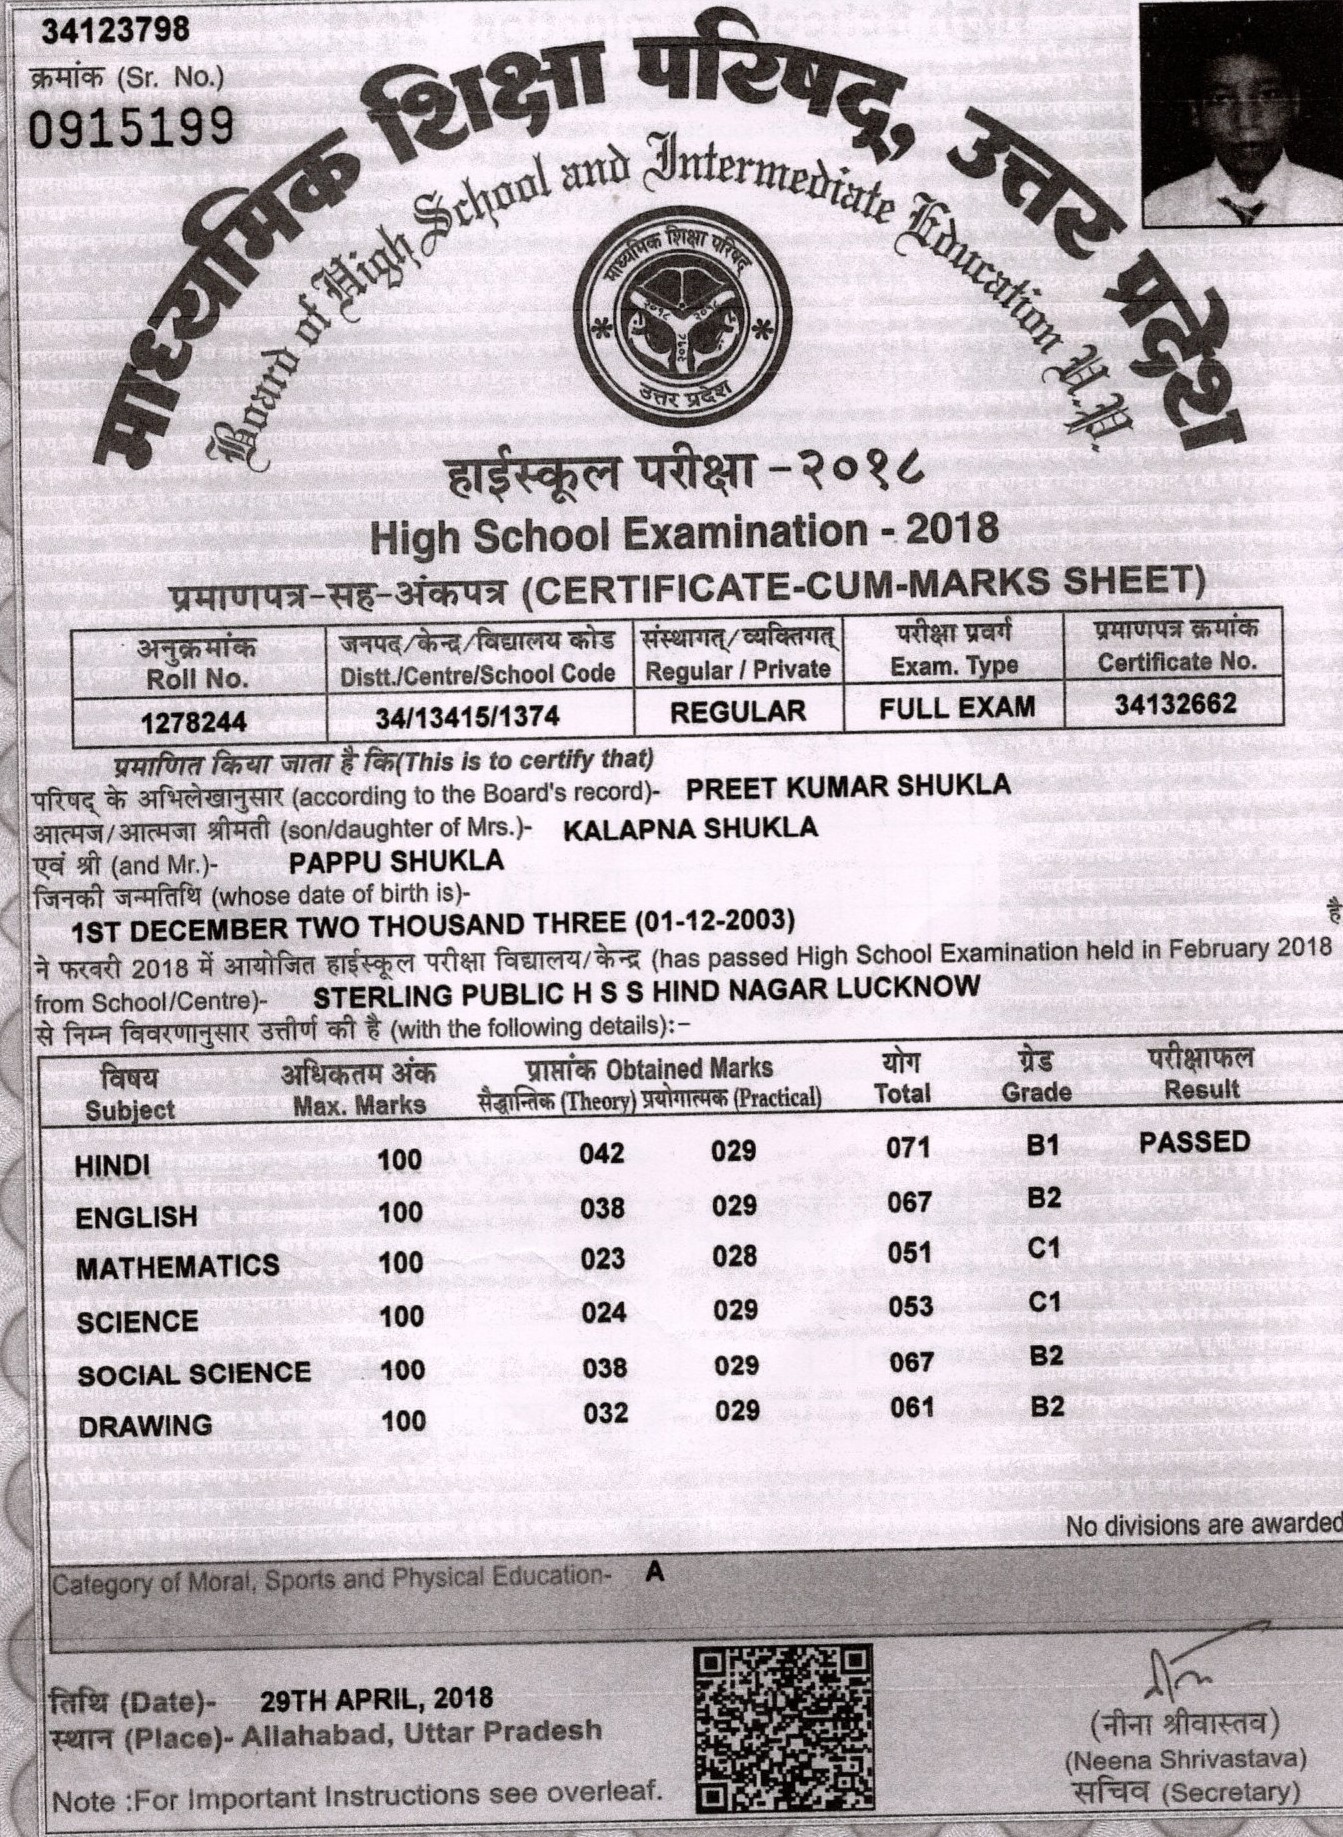 34123798
क्रमांक (Sr. No.)
0915199
माध्यमिक शिक्षा परिषद्, उत्तर प्रदेश
Board of High School and Intermediate Education U.P.
माध्यमिक शिक्षा परिषद्
२०१८ २०१८
२०१८
उत्तर प्रदेश
हाईस्कूल परीक्षा -२०१८
High School Examination - 2018
प्रमाणपत्र-सह-अंकपत्र (CERTIFICATE-CUM-MARKS SHEET)
अनुक्रमांक जनपद/केन्द्र/विद्यालय कोड संस्थागत्/व्यक्तिगत् परीक्षा प्रवर्ग प्रमाणपत्र क्रमांक
Roll No. Distt./Centre/School Code Regular / Private Exam. Type Certificate No.
1278244 34/13415/1374 REGULAR FULL EXAM 34132662
प्रमाणित किया जाता है कि(This is to certify that)
परिषद् के अभिलेखानुसार (according to the Board's record)- PREET KUMAR SHUKLA
आत्मज/आत्मजा श्रीमती (son/daughter of Mrs.)- KALAPNA SHUKLA
एवं श्री (and Mr.)- PAPPU SHUKLA
जिनकी जन्मतिथि (whose date of birth is)-
1ST DECEMBER TWO THOUSAND THREE (01-12-2003) है
ने फरवरी 2018 में आयोजित हाईस्कूल परीक्षा विद्यालय/केन्द्र (has passed High School Examination held in February 2018
from School/Centre)- STERLING PUBLIC H S S HIND NAGAR LUCKNOW
से निम्न विवरणानुसार उत्तीर्ण की है (with the following details):-
विषय अधिकतम अंक प्राप्तांक Obtained Marks योग ग्रेड परीक्षाफल
Subject Max. Marks सैद्धान्तिक (Theory) प्रयोगात्मक (Practical) Total Grade Result
HINDI 100 042 029 071 B1 PASSED
ENGLISH 100 038 029 067 B2
MATHEMATICS 100 023 028 051 C1
SCIENCE 100 024 029 053 C1
SOCIAL SCIENCE 100 038 029 067 B2
DRAWING 100 032 029 061 B2
No divisions are awarded
Category of Moral, Sports and Physical Education- A
तिथि (Date)- 29TH APRIL, 2018
स्थान (Place)- Allahabad, Uttar Pradesh
(नीना श्रीवास्तव)
(Neena Shrivastava)
सचिव (Secretary)
Note :For Important Instructions see overleaf.